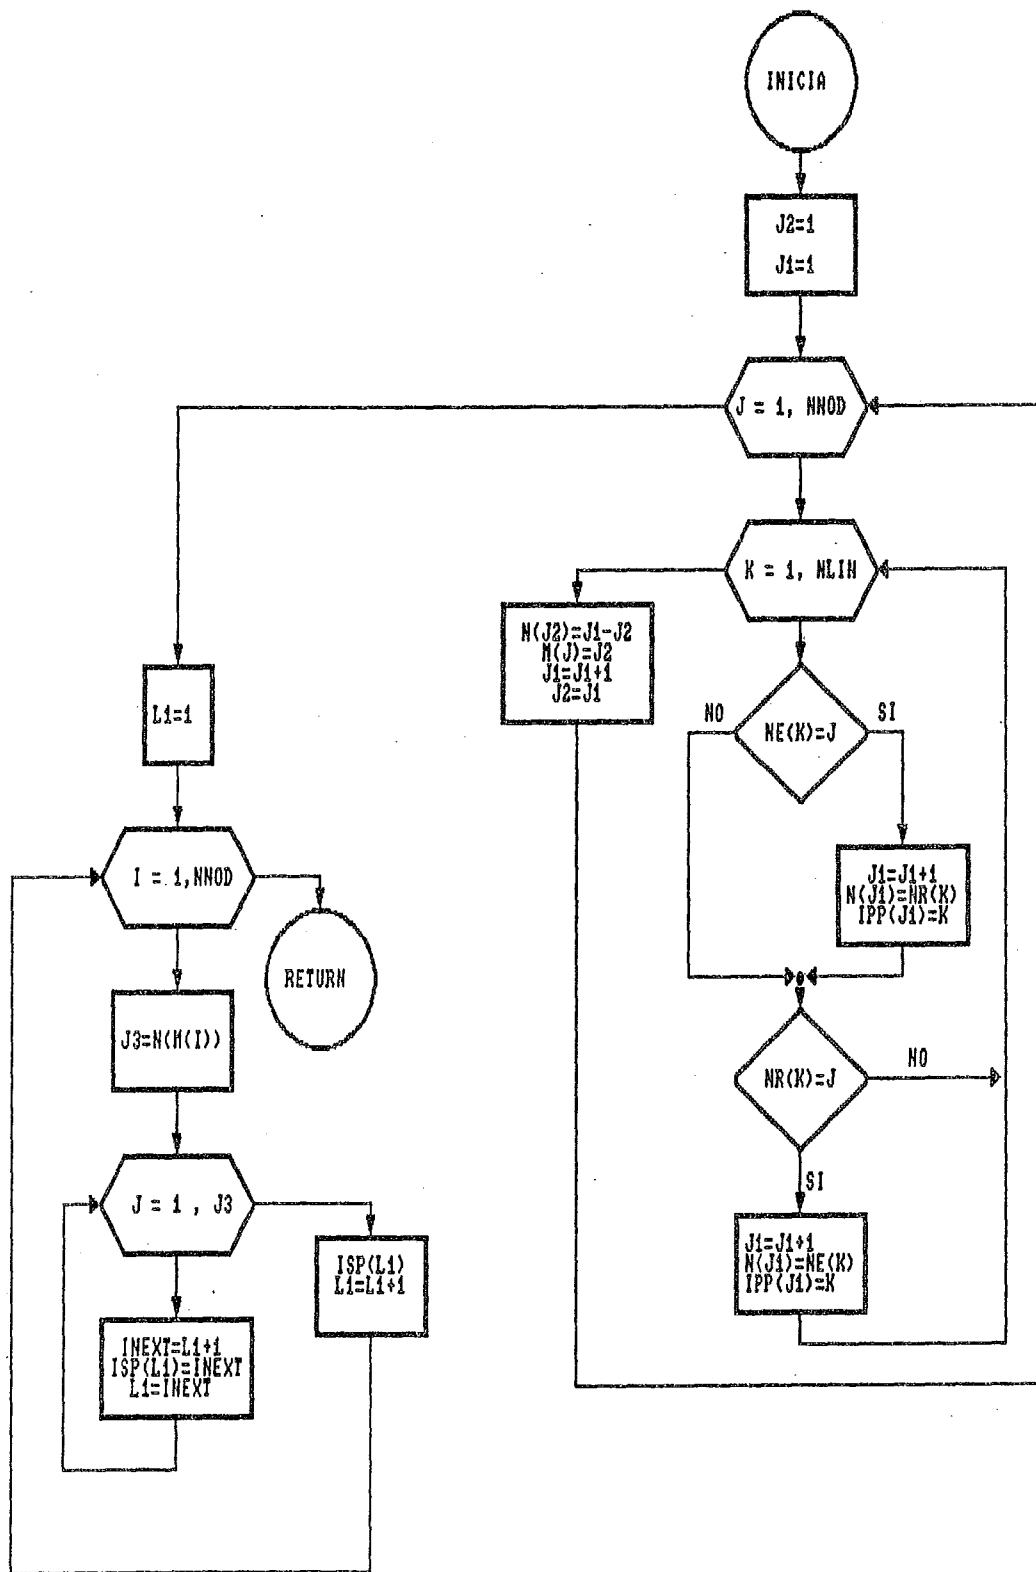 INICIA
J2=1
J1=1
J = 1, NNOD
K = 1, NLIN
N(J2)=J1-J2
M(J)=J2
J1=J1+1
J2=J1
L1=1
NO
NE(K)=J
SI
I = 1,NNOD
J1=J1+1
N(J1)=NR(K)
IPP(J1)=K
RETURN
J3=N(M(I))
NR(K)=J
NO
SI
J = 1 , J3
ISP(L1)
L1=L1+1
J1=J1+1
N(J1)=NE(K)
IPP(J1)=K
INEXT=L1+1
ISP(L1)=INEXT
L1=INEXT